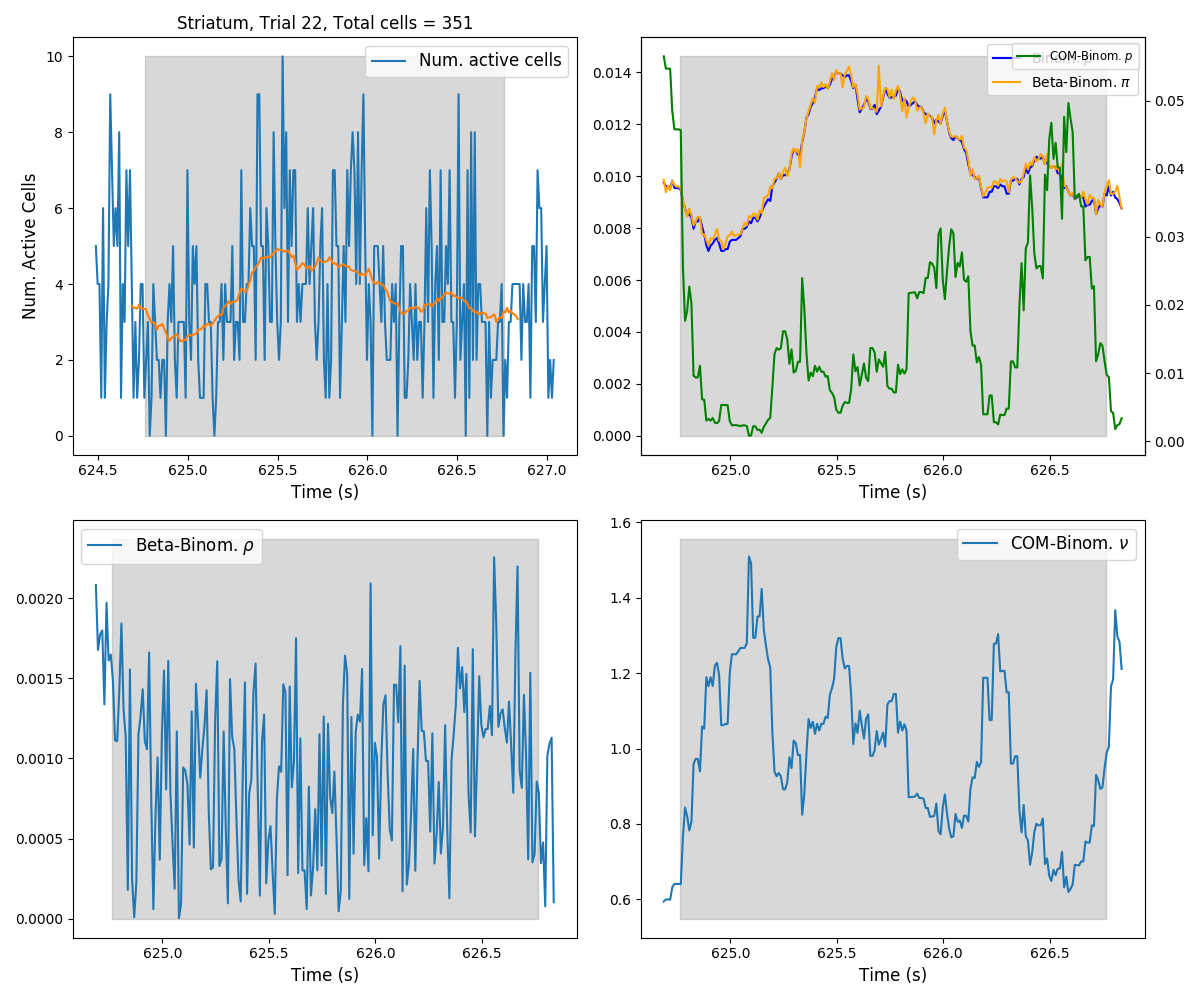 Striatum, Trial 22, Total cells = 351
Num. active cells
Num. Active Cells
10
8
6
4
2
0
624.5 625.0 625.5 626.0 626.5 627.0
Time (s)
COM-Binom. p
Beta-Binom. π
0.014
0.012
0.010
0.008
0.006
0.004
0.002
0.000
0.05
0.04
0.03
0.02
0.01
0.00
625.0 625.5 626.0 626.5
Time (s)
Beta-Binom. ρ
0.0020
0.0015
0.0010
0.0005
0.0000
625.0 625.5 626.0 626.5
Time (s)
COM-Binom. ν
1.6
1.4
1.2
1.0
0.8
0.6
625.0 625.5 626.0 626.5
Time (s)